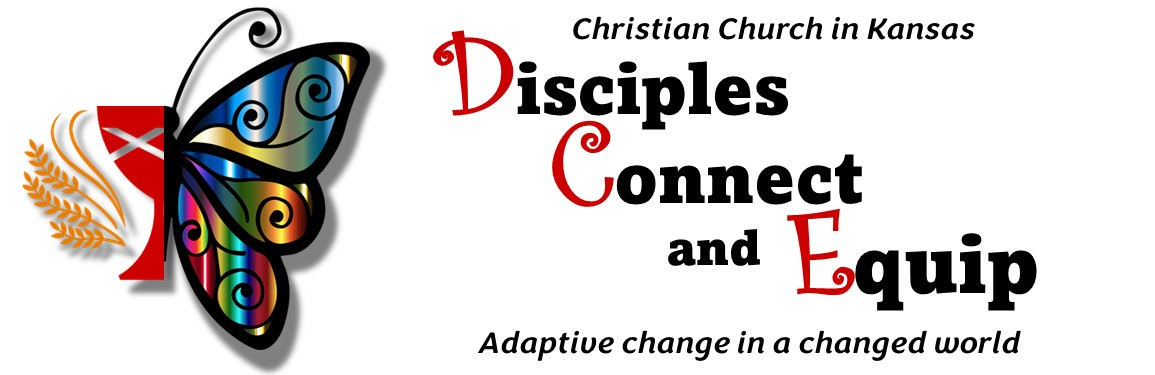 Christian Church in Kansas
Disciples
Connect
and Equip
Adaptive change in a changed world